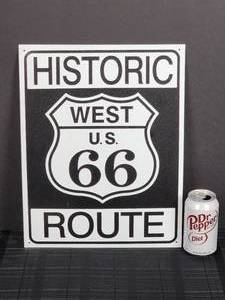 HISTORIC
WEST
U.S.
66
ROUTE
Dr
Pepper
Diet